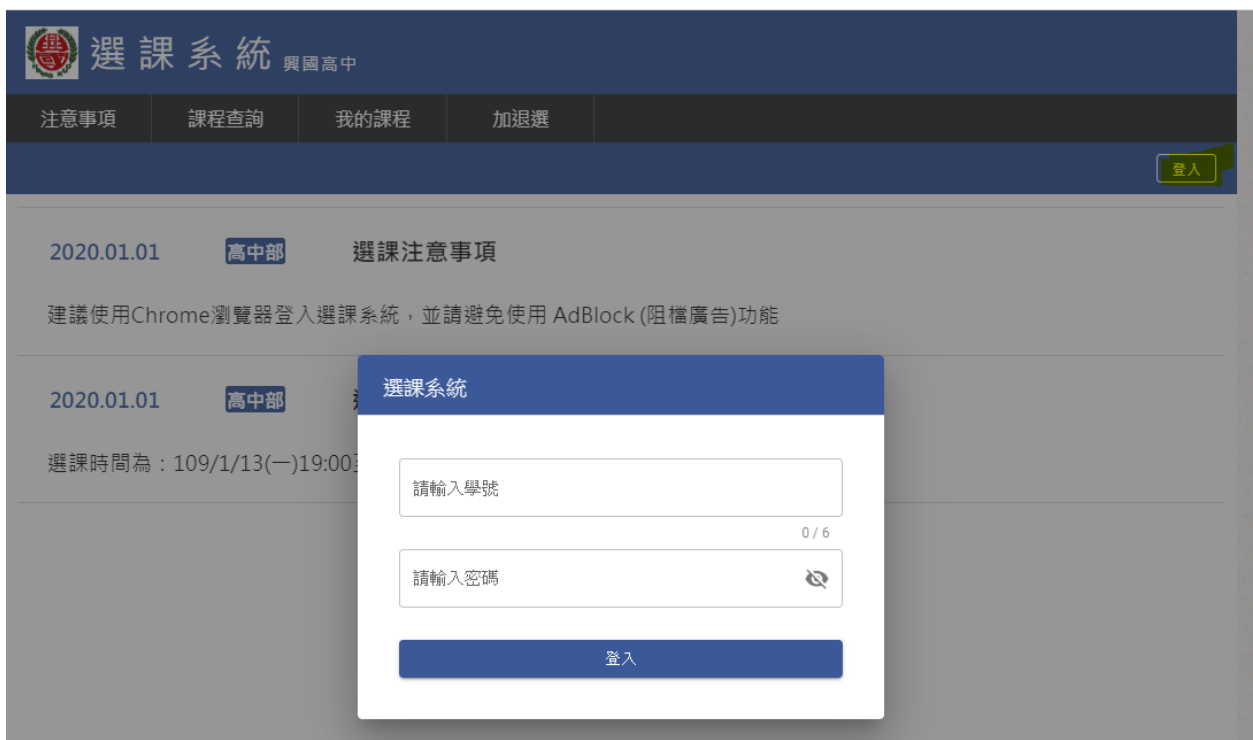 選課系統 興國高中
注意事項 課程查詢 我的課程 加退選
登入
2020.01.01 高中部 選課注意事項
建議使用Chrome瀏覽器登入選課系統，並請避免使用 AdBlock (阻檔廣告)功能
2020.01.01 高中部
選課時間為：109/1/13(一)19:00
選課系統
請輸入學號
0 / 6
請輸入密碼
登入